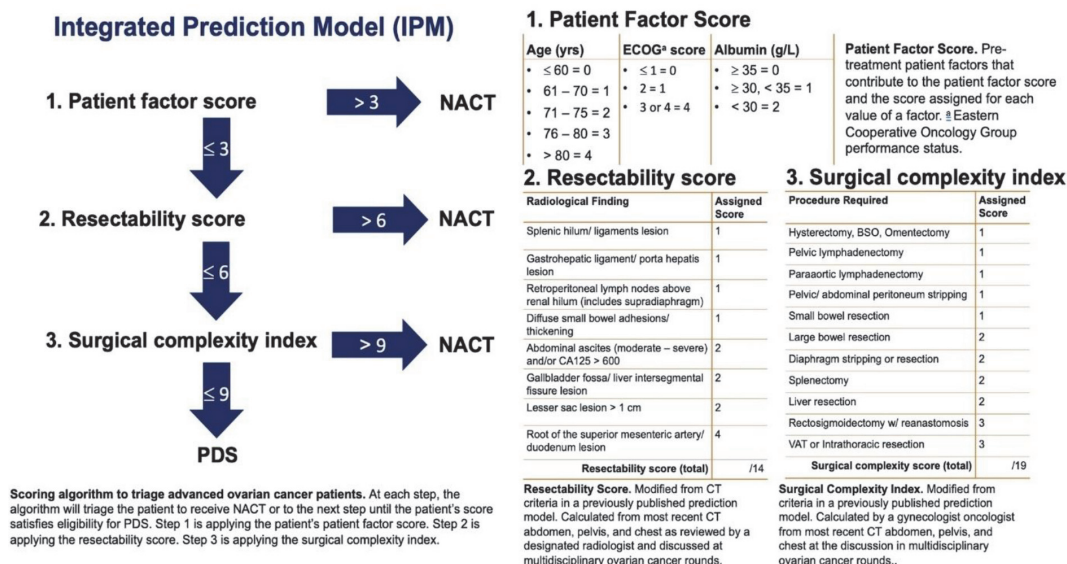 Integrated Prediction Model (IPM)
1. Patient factor score
> 3
NACT
≤ 3
2. Resectability score
> 6
NACT
≤ 6
3. Surgical complexity index
> 9
NACT
≤ 9
PDS
Scoring algorithm to triage advanced ovarian cancer patients. At each step, the
algorithm will triage the patient to receive NACT or to the next step until the patient's score
satisfies eligibility for PDS. Step 1 is applying the patient's patient factor score. Step 2 is
applying the resectability score. Step 3 is applying the surgical complexity index.
1. Patient Factor Score
Age (yrs)
• ≤ 60 = 0
• 61 – 70 = 1
• 71 – 75 = 2
• 76 – 80 = 3
• > 80 = 4
ECOGª score
• ≤ 1 = 0
• 2 = 1
• 3 or 4 = 4
Albumin (g/L)
• ≥ 35 = 0
• ≥ 30, < 35 = 1
• < 30 = 2
Patient Factor Score. Pre-
treatment patient factors that
contribute to the patient factor score
and the score assigned for each
value of a factor. ª Eastern
Cooperative Oncology Group
performance status.
2. Resectability score
Radiological Finding Assigned
Score
Splenic hilum/ ligaments lesion 1
Gastrohepatic ligament/ porta hepatis 1
lesion
Retroperitoneal lymph nodes above 1
renal hilum (includes supradiaphragm)
Diffuse small bowel adhesions/ 1
thickening
Abdominal ascites (moderate – severe) 2
and/or CA125 > 600
Gallbladder fossa/ liver intersegmental 2
fissure lesion
Lesser sac lesion > 1 cm 2
Root of the superior mesenteric artery/ 4
duodenum lesion
Resectability score (total) /14
Resectability Score. Modified from CT
criteria in a previously published prediction
model. Calculated from most recent CT
abdomen, pelvis, and chest as reviewed by a
designated radiologist and discussed at
multidisciplinary ovarian cancer rounds.
3. Surgical complexity index
Procedure Required Assigned
Score
Hysterectomy, BSO, Omentectomy 1
Pelvic lymphadenectomy 1
Paraaortic lymphadenectomy 1
Pelvic/ abdominal peritoneum stripping 1
Small bowel resection 1
Large bowel resection 2
Diaphragm stripping or resection 2
Splenectomy 2
Liver resection 2
Rectosigmoidectomy w/ reanastomosis 3
VAT or Intrathoracic resection 3
Surgical complexity score (total) /19
Surgical Complexity Index. Modified from
criteria in a previously published prediction
model. Calculated by a gynecologist oncologist
from most recent CT abdomen, pelvis, and
chest at the discussion in multidisciplinary
ovarian cancer rounds..